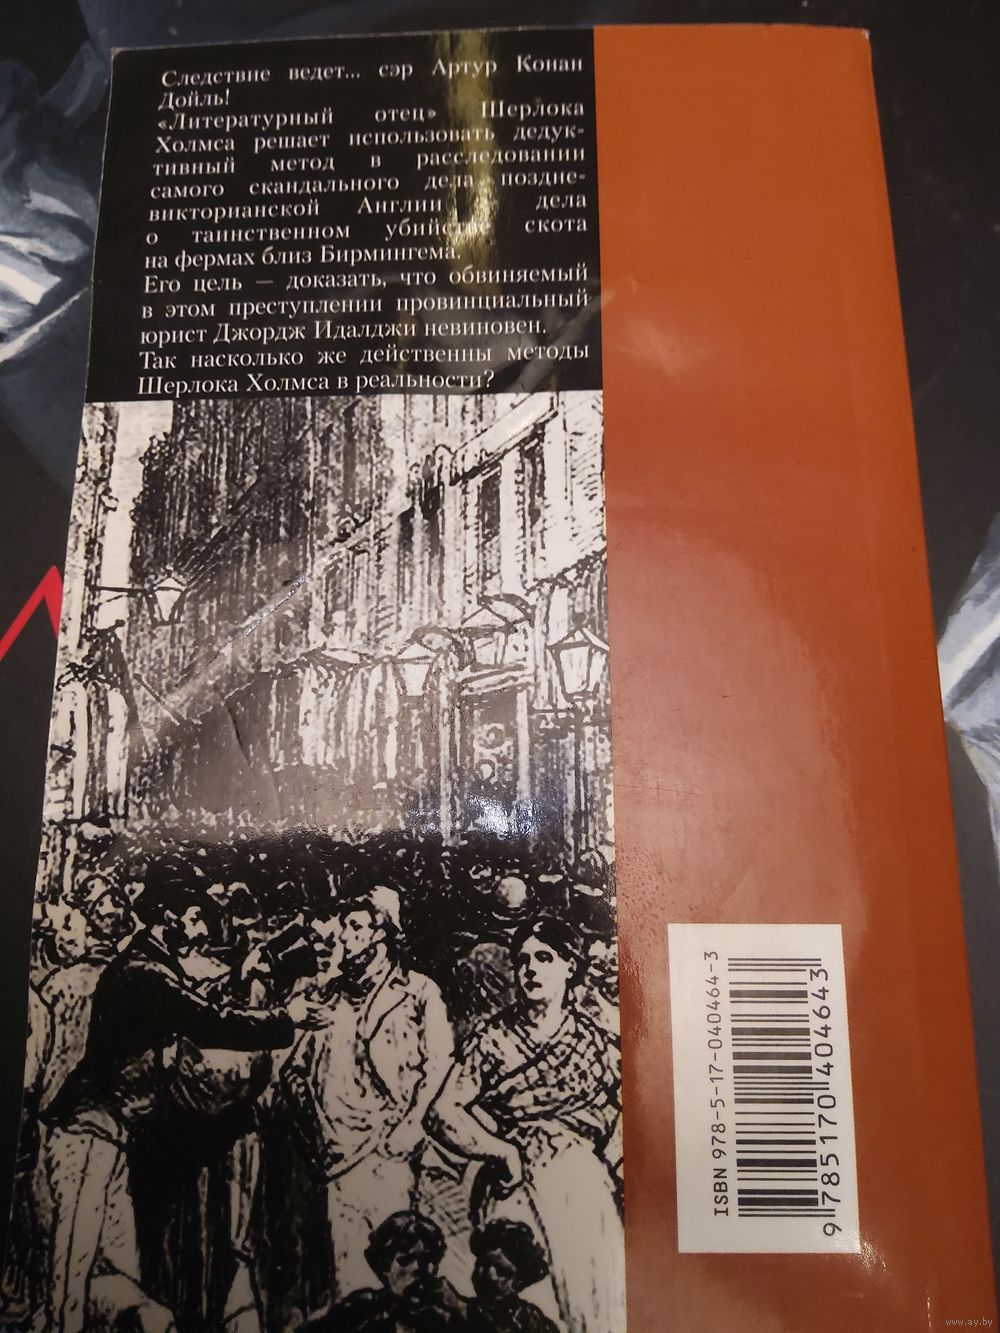 Следствие ведет... сэр Артур Конан
Дойль!
«Литературный отец» Шерлока
Холмса решает использовать дедук-
тивный метод в расследовании
самого скандального дела поздне-
викторианской Англии дела
о таинственном убийстве скота
на фермах близ Бирмингема.
Его цель — доказать, что обвиняемый
в этом преступлении провинциальный
юрист Джордж Идалджи невиновен.
Так насколько же действенны методы
Шерлока Холмса в реальности?
ISBN 978-5-17-040464-3
9 785170 404643
www.ay.by